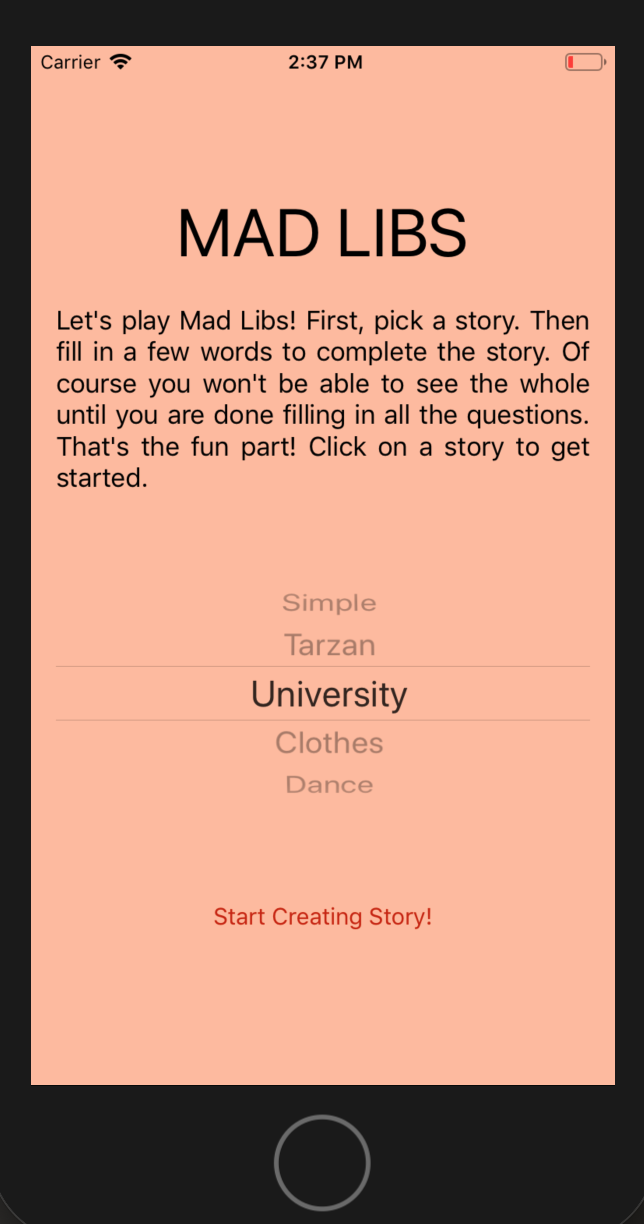 Carrier
2:37 PM
MAD LIBS
Let's play Mad Libs! First, pick a story. Then
fill in a few words to complete the story. Of
course you won't be able to see the whole
until you are done filling in all the questions.
That's the fun part! Click on a story to get
started.
Simple
Tarzan
University
Clothes
Dance
Start Creating Story!